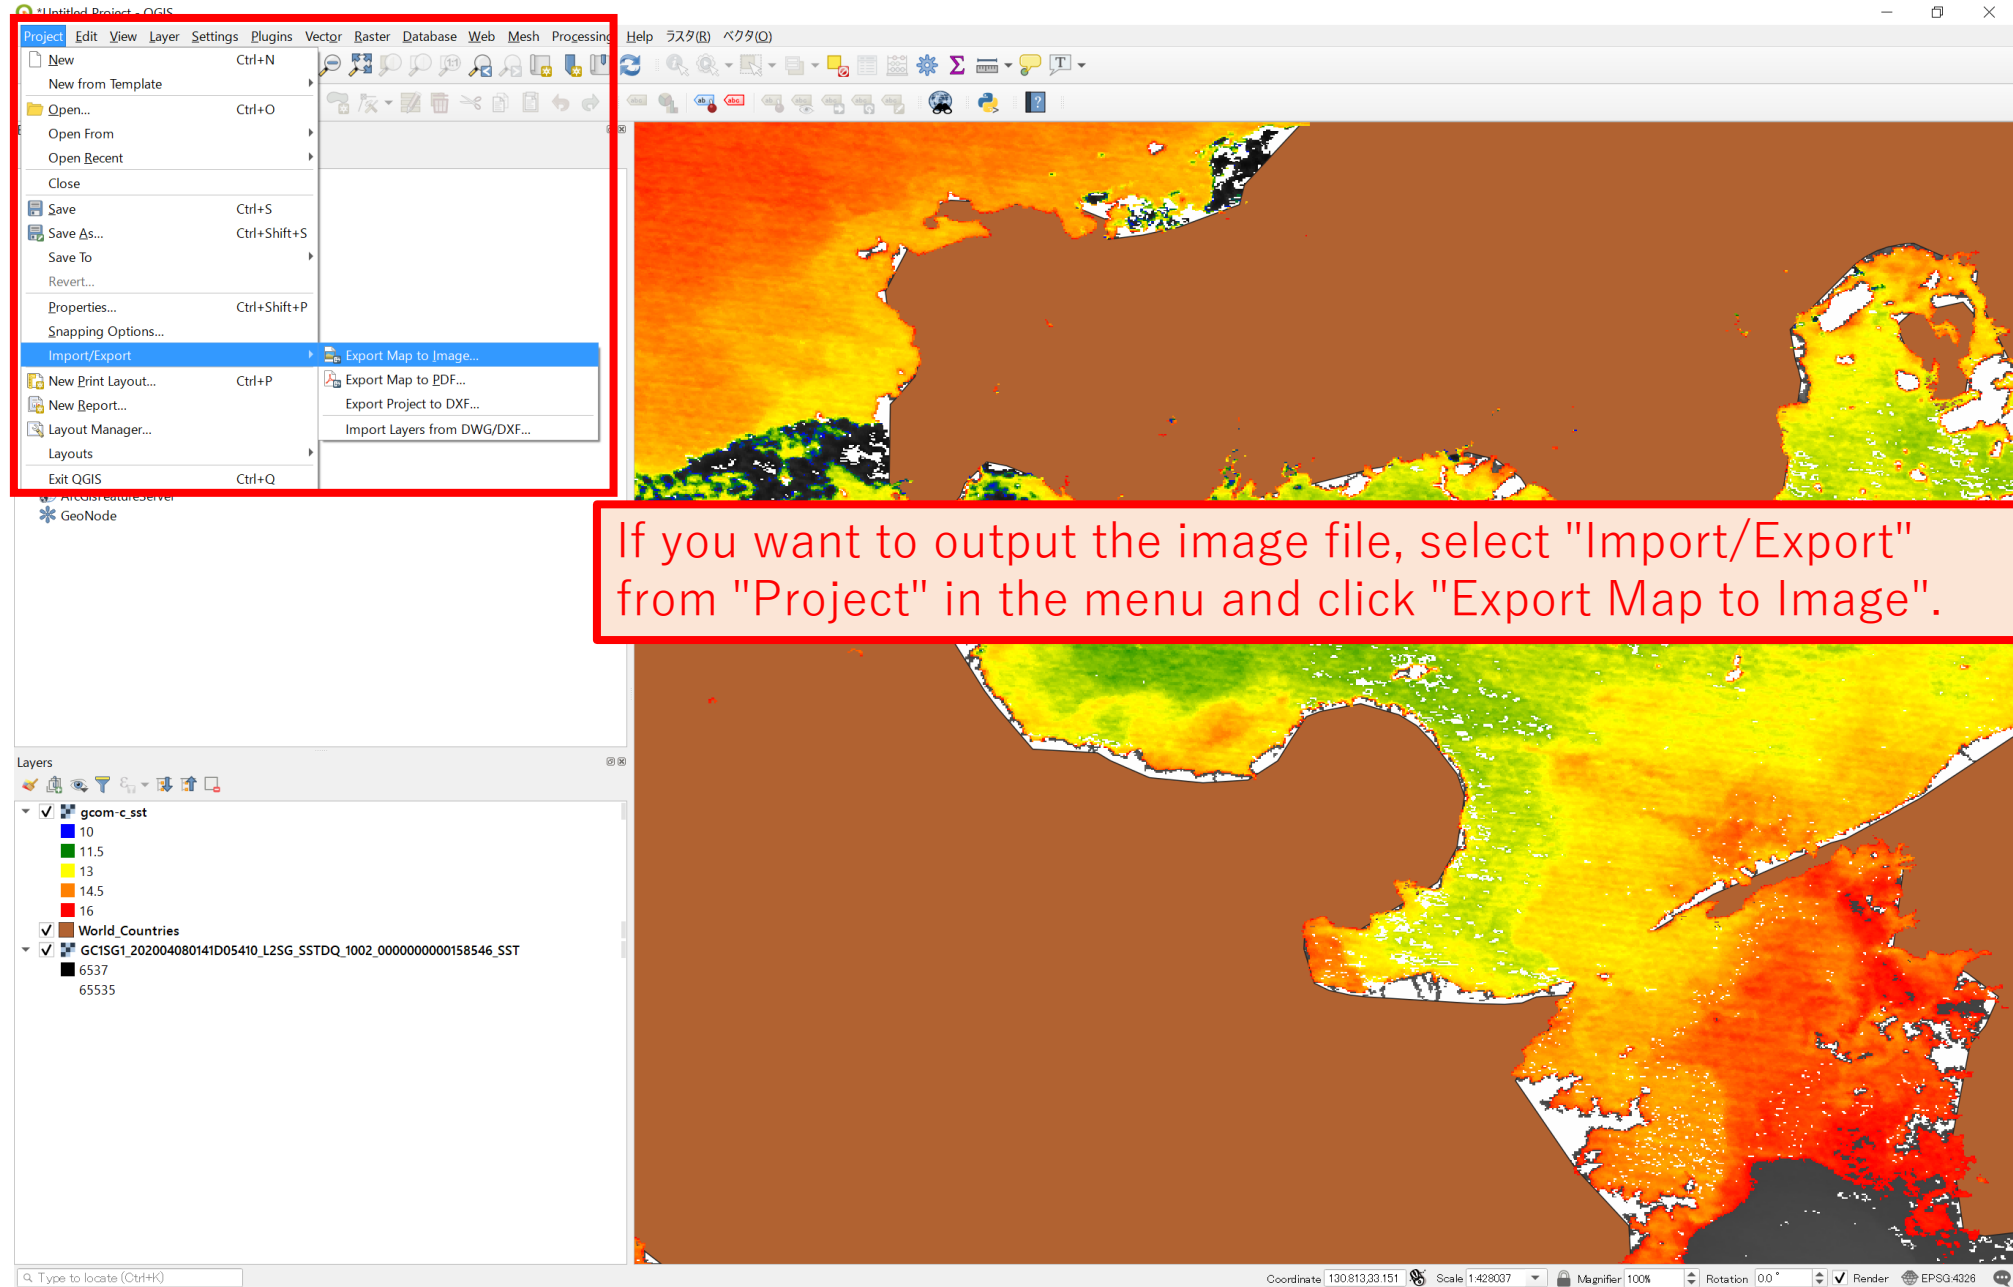 *Untitled Project - QGIS
Project Edit View Layer Settings Plugins Vector Raster Database Web Mesh Processing Help ラスタ(R) ベクタ(O)
New Ctrl+N
New from Template
Open... Ctrl+O
Open From
Open Recent
Close
Save Ctrl+S
Save As... Ctrl+Shift+S
Save To
Revert...
Properties... Ctrl+Shift+P
Snapping Options...
Import/Export
Export Map to Image...
Export Map to PDF...
Export Project to DXF...
Import Layers from DWG/DXF...
New Print Layout... Ctrl+P
New Report...
Layout Manager...
Layouts
Exit QGIS Ctrl+Q
ArcGisFeatureServer
GeoNode
If you want to output the image file, select "Import/Export"
from "Project" in the menu and click "Export Map to Image".
Layers
gcom-c_sst
10
11.5
13
14.5
16
World_Countries
GC1SG1_202004080141D05410_L2SG_SSTDQ_1002_0000000000158546_SST
6537
65535
Type to locate (Ctrl+K)
Coordinate 130.813,33.151 Scale 1:428037 Magnifier 100% Rotation 0.0 ° Render EPSG:4326